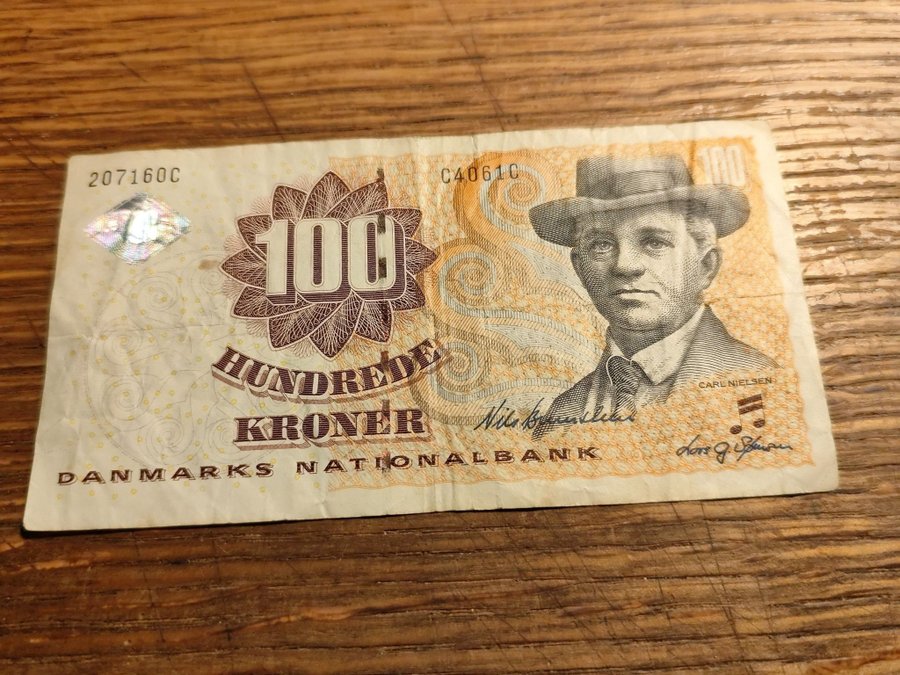 207160C
C4061C
100
100
HUNDREDE
KRONER
CARL NIELSEN
DANMARKS NATIONALBANK